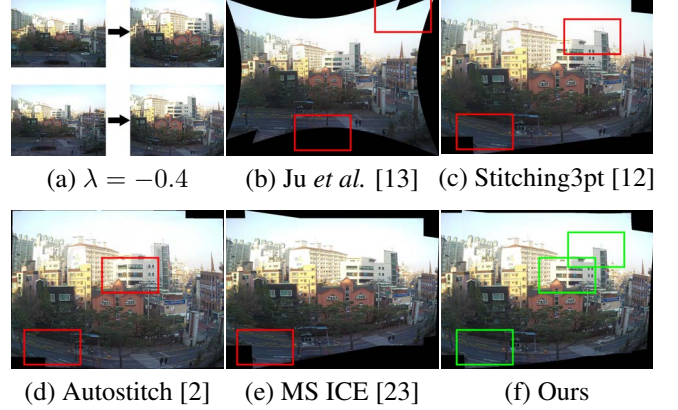 (a) λ = −0.4 (b) Ju et al. [13] (c) Stitching3pt [12]
(d) Autostitch [2] (e) MS ICE [23] (f) Ours